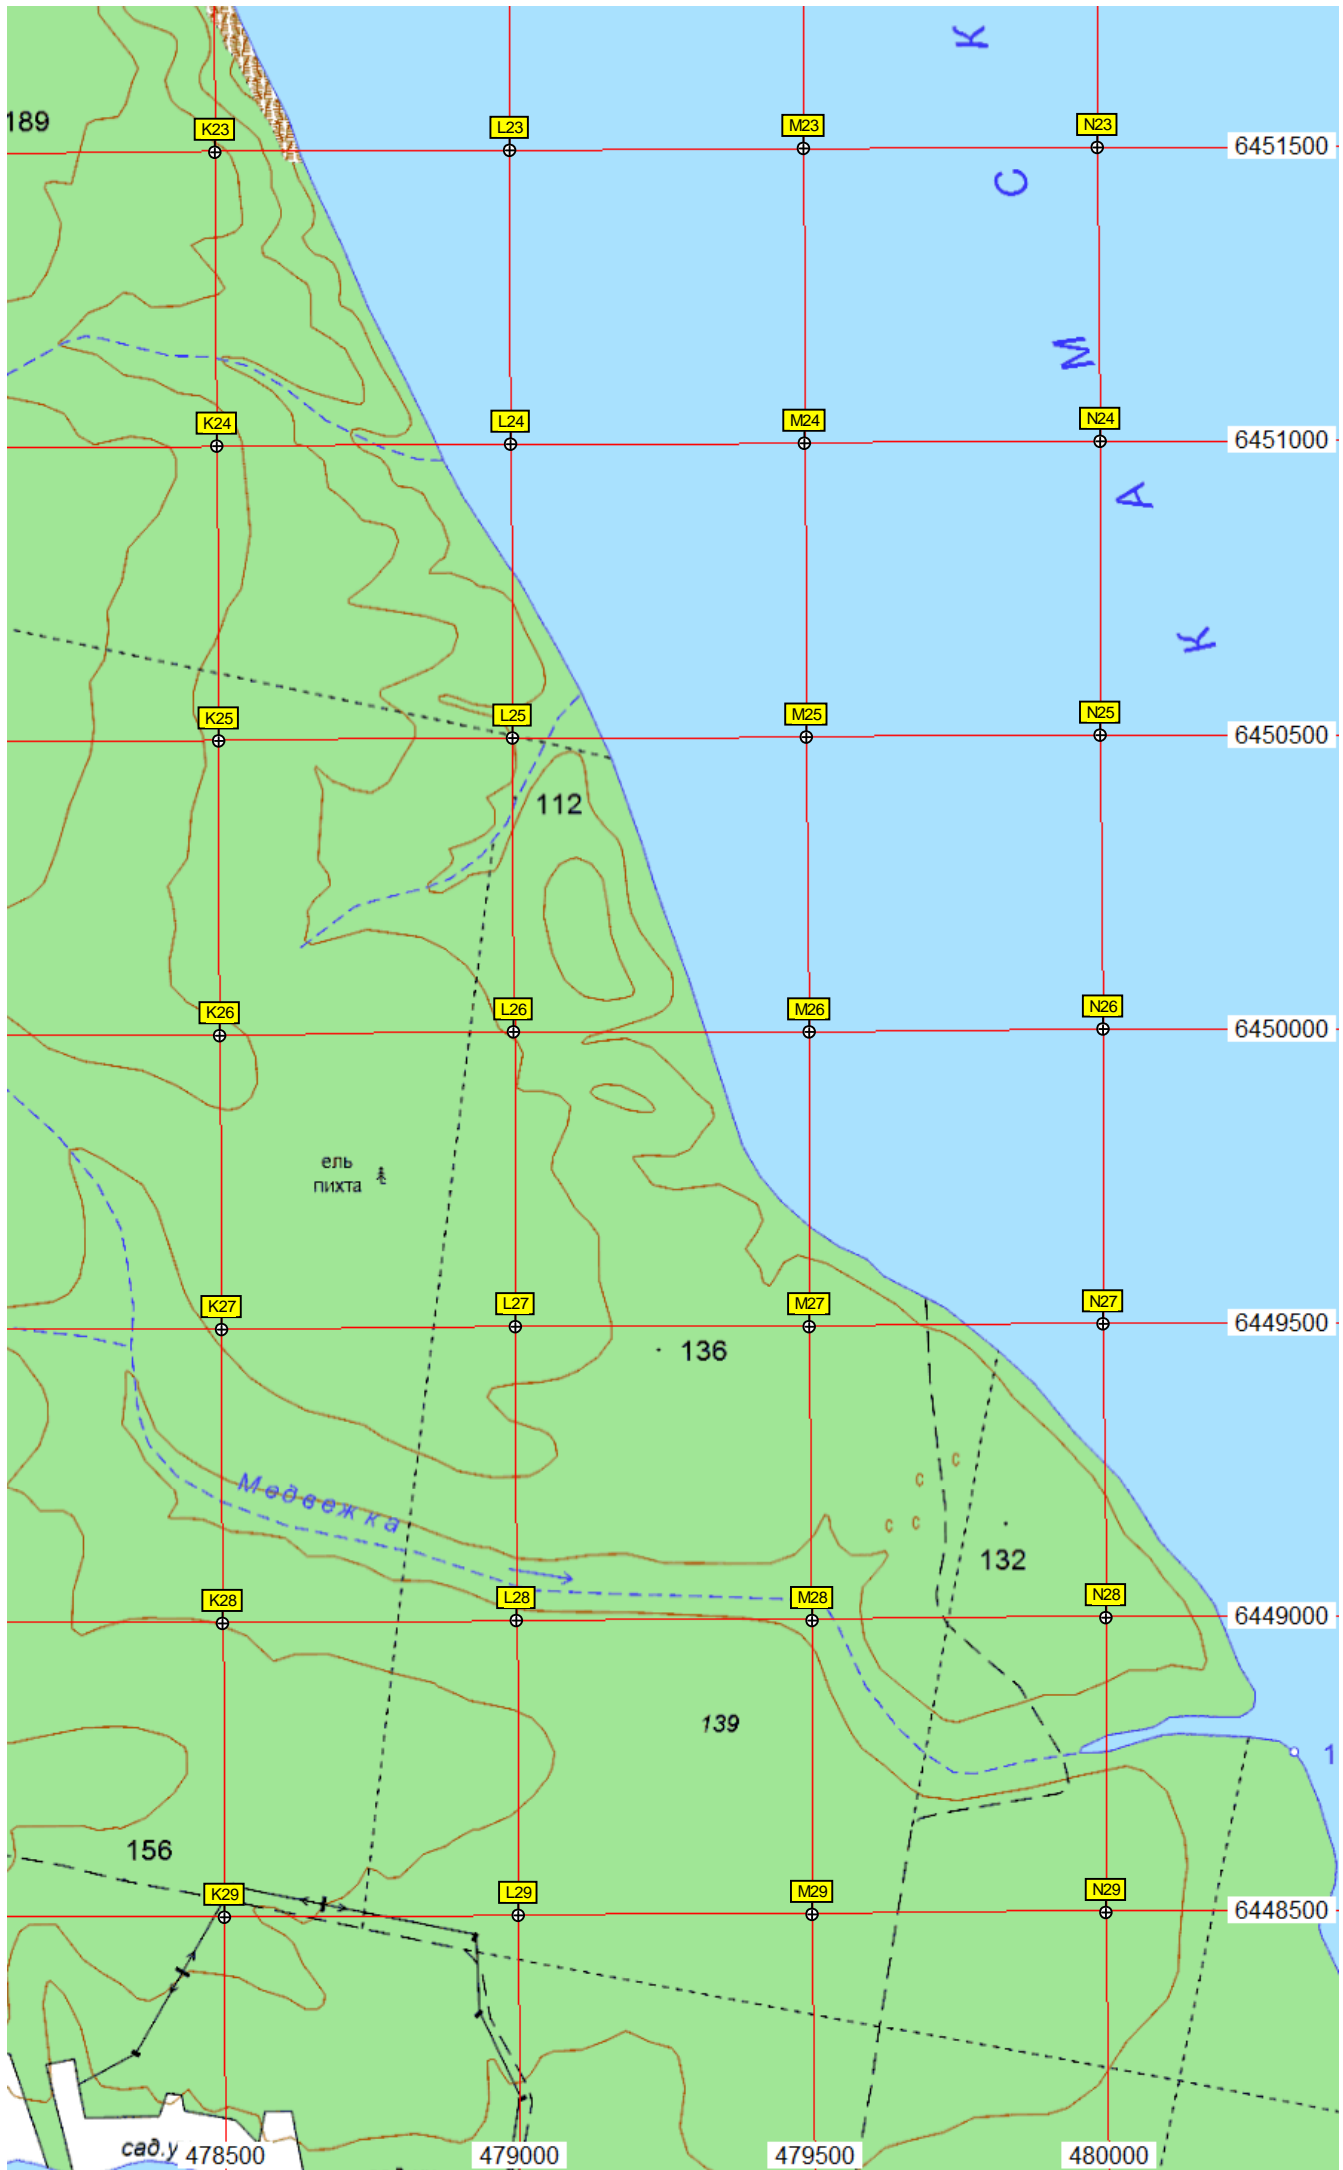 К
189
K23 L23 M23 N23 6451500
С
М
K24 L24 M24 N24 6451000
А
К
K25 L25 M25 N25 6450500
112
K26 L26 M26 N26 6450000
ель
пихта
K27 L27 M27 N27 6449500
136
с
с
с с
Медвежка
132
K28 L28 M28 N28 6449000
139
1
156
K29 L29 M29 N29 6448500
сад.у
478500 479000 479500 480000